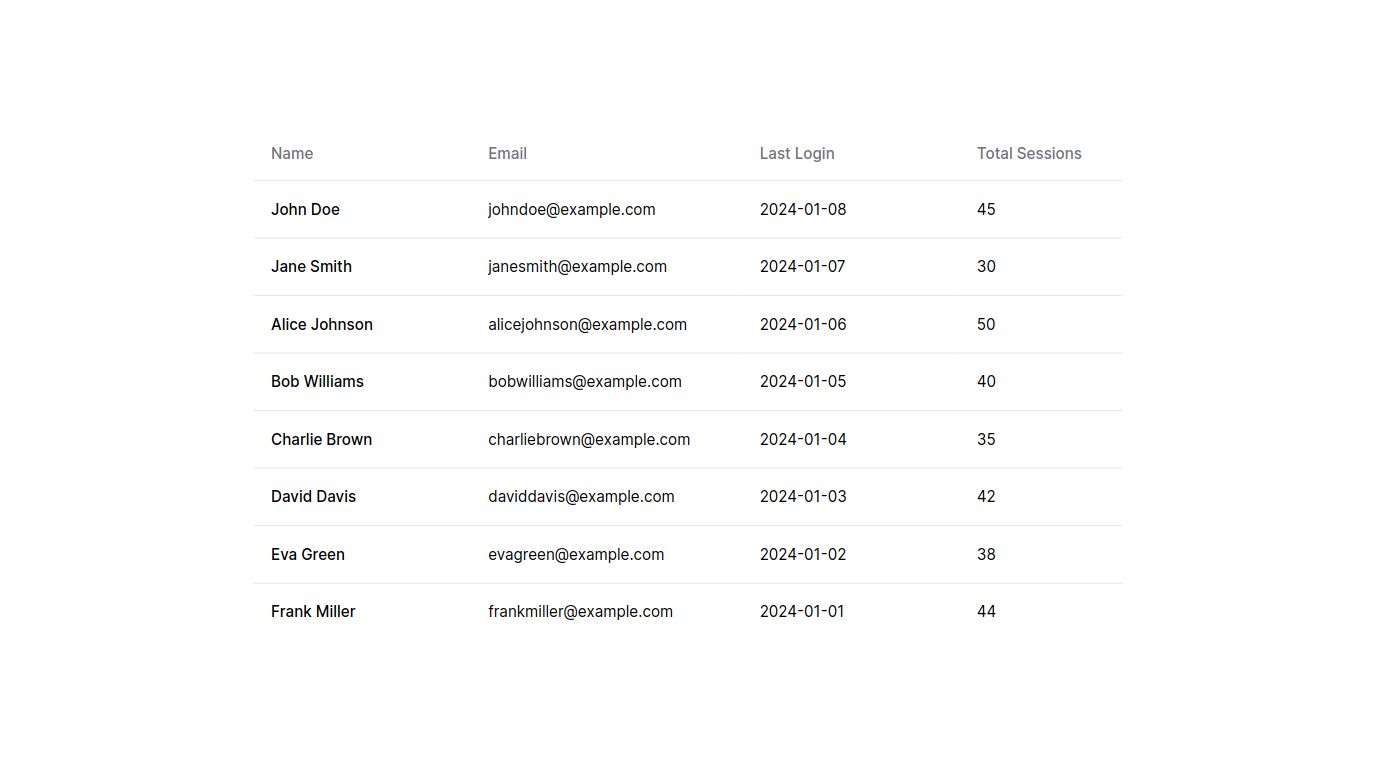 Name Email Last Login Total Sessions
John Doe johndoe@example.com 2024-01-08 45
Jane Smith janesmith@example.com 2024-01-07 30
Alice Johnson alicejohnson@example.com 2024-01-06 50
Bob Williams bobwilliams@example.com 2024-01-05 40
Charlie Brown charliebrown@example.com 2024-01-04 35
David Davis daviddavis@example.com 2024-01-03 42
Eva Green evagreen@example.com 2024-01-02 38
Frank Miller frankmiller@example.com 2024-01-01 44